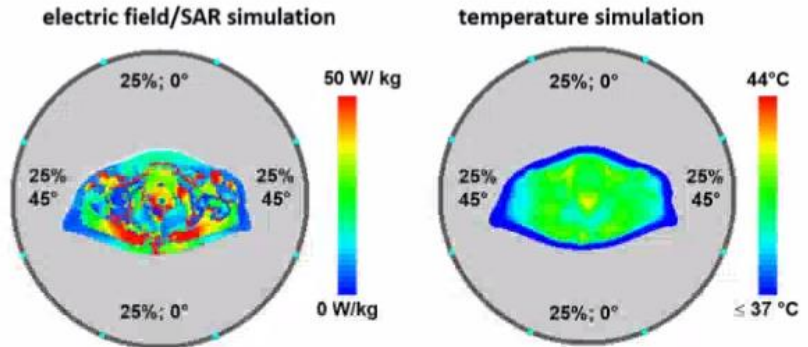 electric field/SAR simulation
temperature simulation
25%; 0°
50 W/ kg
25%
45°
25%
45°
25%; 0°
0 W/kg
25%; 0°
44°C
25%
45°
25%
45°
25%; 0°
≤ 37 °C